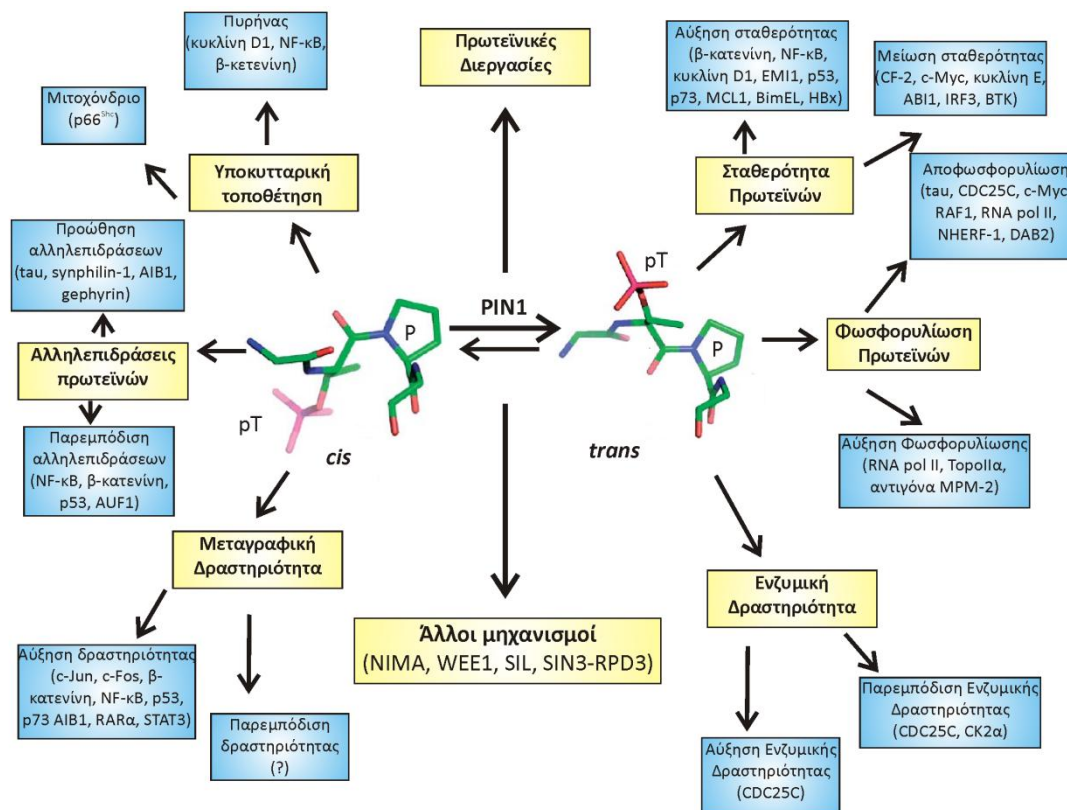 Πυρήνας
(κυκλίνη D1, NF-κB,
β-κετενίνη)
Μιτοχόνδριο
(p66Shc)
Υποκυτταρική
τοποθέτηση
Πρωτεϊνικές
Διεργασίες
Αύξηση σταθερότητας
(β-κατενίνη, NF-κB,
κυκλίνη D1, EMI1, p53,
p73, MCL1, BimEL, HBx)
Μείωση σταθερότητας
(CF-2, c-Myc, κυκλίνη E,
ABI1, IRF3, BTK)
Σταθερότητα
Πρωτεϊνών
Αποφωσφορυλίωση
(tau, CDC25C, c-Myc
RAF1, RNA pol II,
NHERF-1, DAB2)
Προώθηση
αλληλεπιδράσεων
(tau, synphilin-1, AIB1,
gephyrin)
Αλληλεπιδράσεις
πρωτεϊνών
Παρεμπόδιση
αλληλεπιδράσεων
(NF-κB, β-κατενίνη,
p53, AUF1)
P
pT
cis
PIN1
pT
P
trans
Φωσφορυλίωση
Πρωτεϊνών
Αύξηση Φωσφορυλίωσης
(RNA pol II, TopoIIα,
αντιγόνα MPM-2)
Μεταγραφική
Δραστηριότητα
Αύξηση δραστηριότητας
(c-Jun, c-Fos, β-
κατενίνη, NF-κB, p53,
p73 AIB1, RARα, STAT3)
Παρεμπόδιση
δραστηριότητας
(?)
Άλλοι μηχανισμοί
(NIMA, WEE1, SIL, SIN3-RPD3)
Ενζυμική
Δραστηριότητα
Αύξηση Ενζυμικής
Δραστηριότητας
(CDC25C)
Παρεμπόδιση Ενζυμικής
Δραστηριότητας
(CDC25C, CK2α)